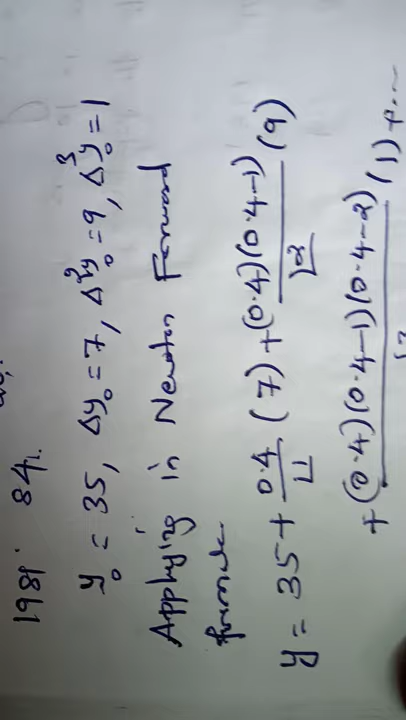 1981 84
y₀ = 35, Δy₀ = 7, Δ²y₀ = 9, Δ³y₀ = 1
Applying in Newton Forward
y = 35 + 0.4/∟1 (7) + (0.4)(0.4-1)/∟2 (9)
+ (0.4)(0.4-1)(0.4-2) (1) + ...